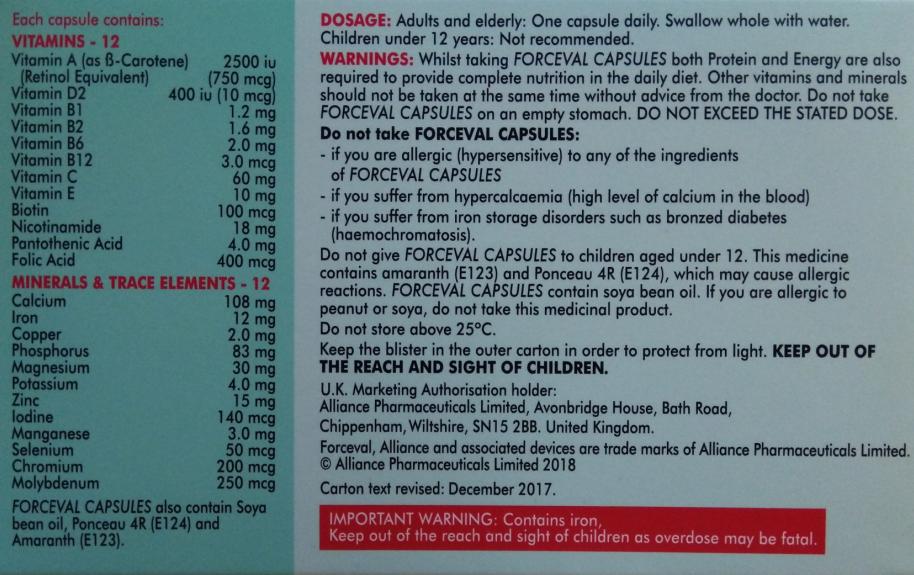 Each capsule contains:
VITAMINS - 12
Vitamin A (as ß-Carotene) 2500 iu
(Retinol Equivalent) (750 mcg)
Vitamin D2 400 iu (10 mcg)
Vitamin B1 1.2 mg
Vitamin B2 1.6 mg
Vitamin B6 2.0 mg
Vitamin B12 3.0 mcg
Vitamin C 60 mg
Vitamin E 10 mg
Biotin 100 mcg
Nicotinamide 18 mg
Pantothenic Acid 4.0 mg
Folic Acid 400 mcg
MINERALS & TRACE ELEMENTS - 12
Calcium 108 mg
Iron 12 mg
Copper 2.0 mg
Phosphorus 83 mg
Magnesium 30 mg
Potassium 4.0 mg
Zinc 15 mg
Iodine 140 mcg
Manganese 3.0 mg
Selenium 50 mcg
Chromium 200 mcg
Molybdenum 250 mcg
FORCEVAL CAPSULES also contain Soya
bean oil, Ponceau 4R (E124) and
Amaranth (E123).
DOSAGE: Adults and elderly: One capsule daily. Swallow whole with water.
Children under 12 years: Not recommended.
WARNINGS: Whilst taking FORCEVAL CAPSULES both Protein and Energy are also
required to provide complete nutrition in the daily diet. Other vitamins and minerals
should not be taken at the same time without advice from the doctor. Do not take
FORCEVAL CAPSULES on an empty stomach. DO NOT EXCEED THE STATED DOSE.
Do not take FORCEVAL CAPSULES:
- if you are allergic (hypersensitive) to any of the ingredients
of FORCEVAL CAPSULES
- if you suffer from hypercalcaemia (high level of calcium in the blood)
- if you suffer from iron storage disorders such as bronzed diabetes
(haemochromatosis).
Do not give FORCEVAL CAPSULES to children aged under 12. This medicine
contains amaranth (E123) and Ponceau 4R (E124), which may cause allergic
reactions. FORCEVAL CAPSULES contain soya bean oil. If you are allergic to
peanut or soya, do not take this medicinal product.
Do not store above 25°C.
Keep the blister in the outer carton in order to protect from light. KEEP OUT OF
THE REACH AND SIGHT OF CHILDREN.
U.K. Marketing Authorisation holder:
Alliance Pharmaceuticals Limited, Avonbridge House, Bath Road,
Chippenham, Wiltshire, SN15 2BB. United Kingdom.
Forceval, Alliance and associated devices are trade marks of Alliance Pharmaceuticals Limited.
© Alliance Pharmaceuticals Limited 2018
Carton text revised: December 2017.
IMPORTANT WARNING: Contains iron,
Keep out of the reach and sight of children as overdose may be fatal.